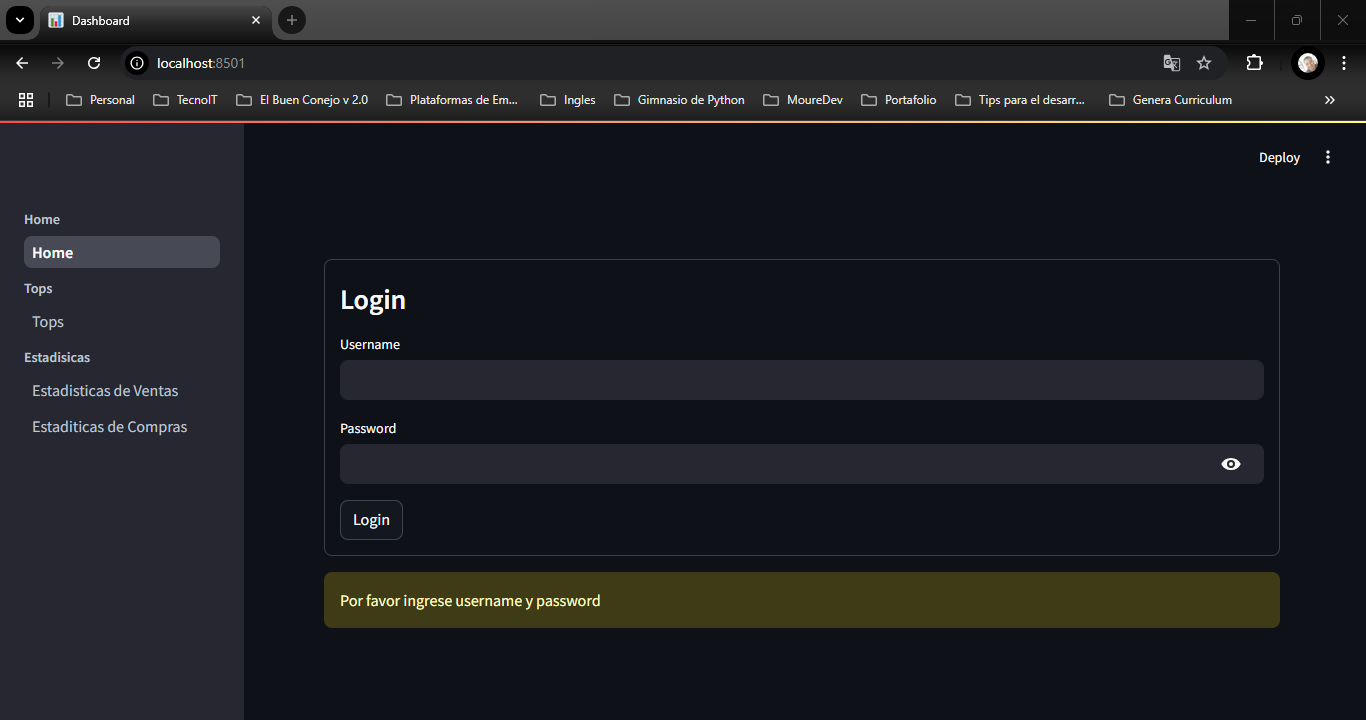 Dashboard
localhost:8501
Personal TecnoIT El Buen Conejo v 2.0 Plataformas de Em... Ingles Gimnasio de Python MoureDev Portafolio Tips para el desarr... Genera Curriculum
Deploy
Home
Home
Tops
Tops
Estadisicas
Estadisticas de Ventas
Estaditicas de Compras
Login
Username
Password
Login
Por favor ingrese username y password